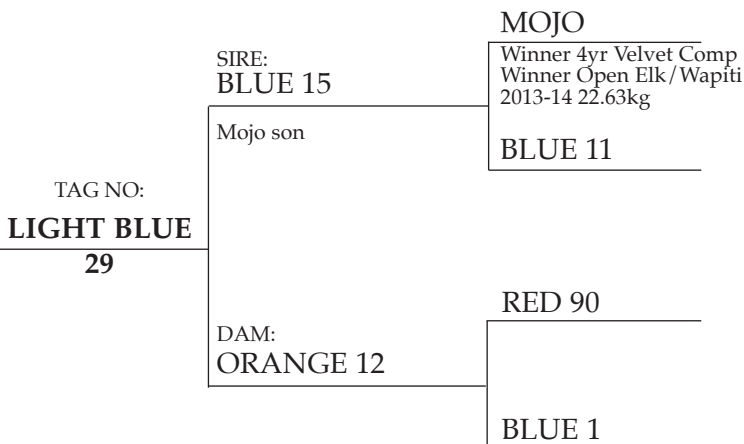 MOJO
Winner 4yr Velvet Comp
Winner Open Elk/Wapiti
2013-14 22.63kg
SIRE:
BLUE 15
Mojo son
BLUE 11
TAG NO:
LIGHT BLUE
29
RED 90
DAM:
ORANGE 12
BLUE 1